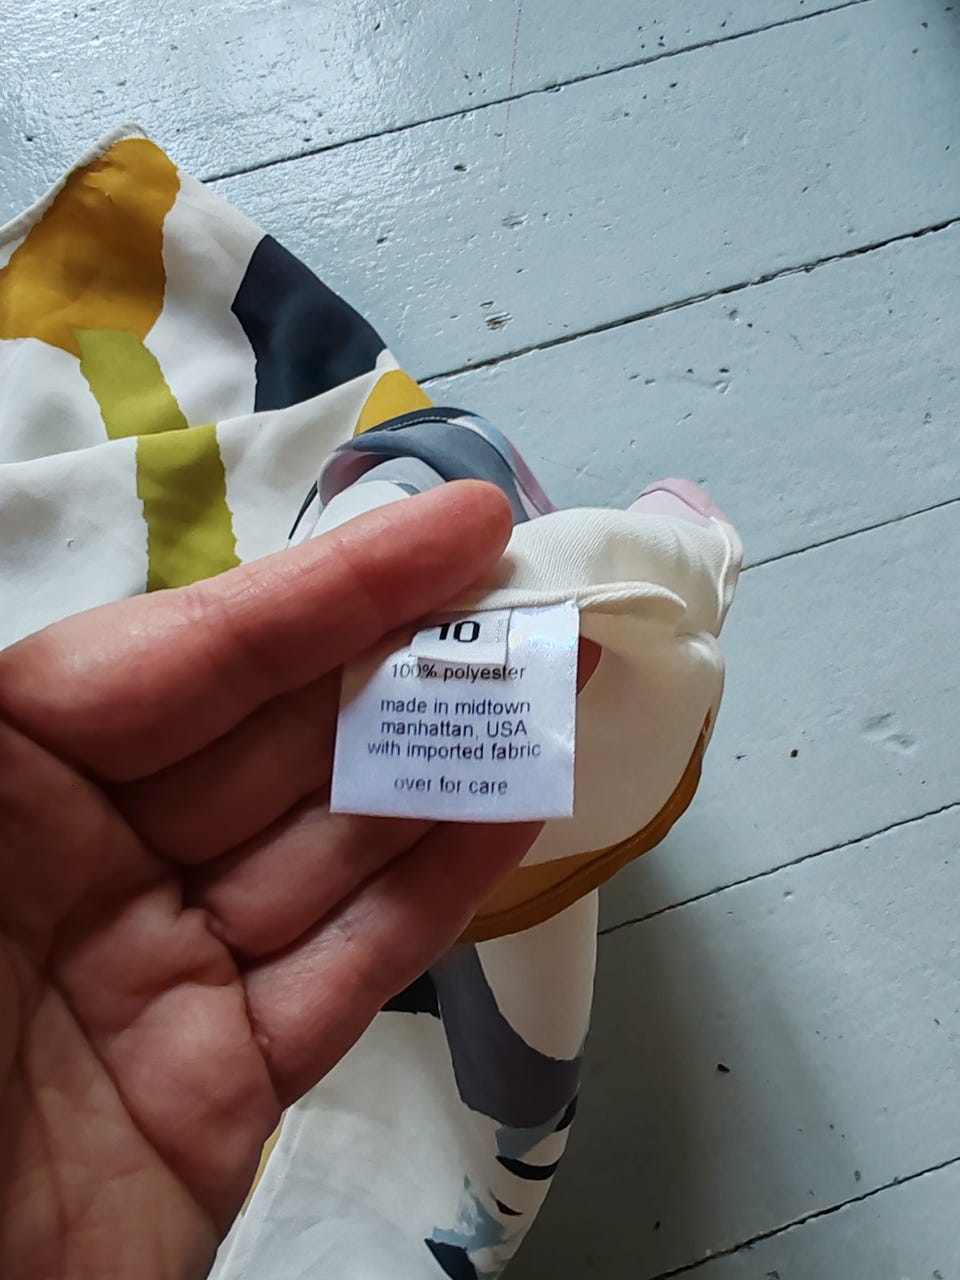 10
100% polyester
made in midtown
manhattan, USA
with imported fabric
over for care